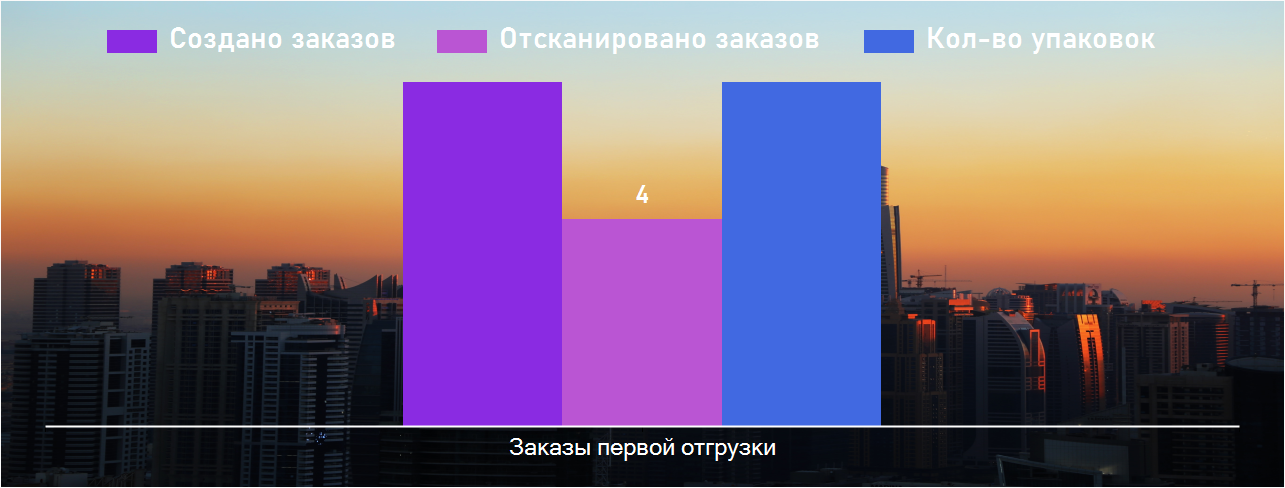 Создано заказов Отсканировано заказов Кол-во упаковок
4
Заказы первой отгрузки